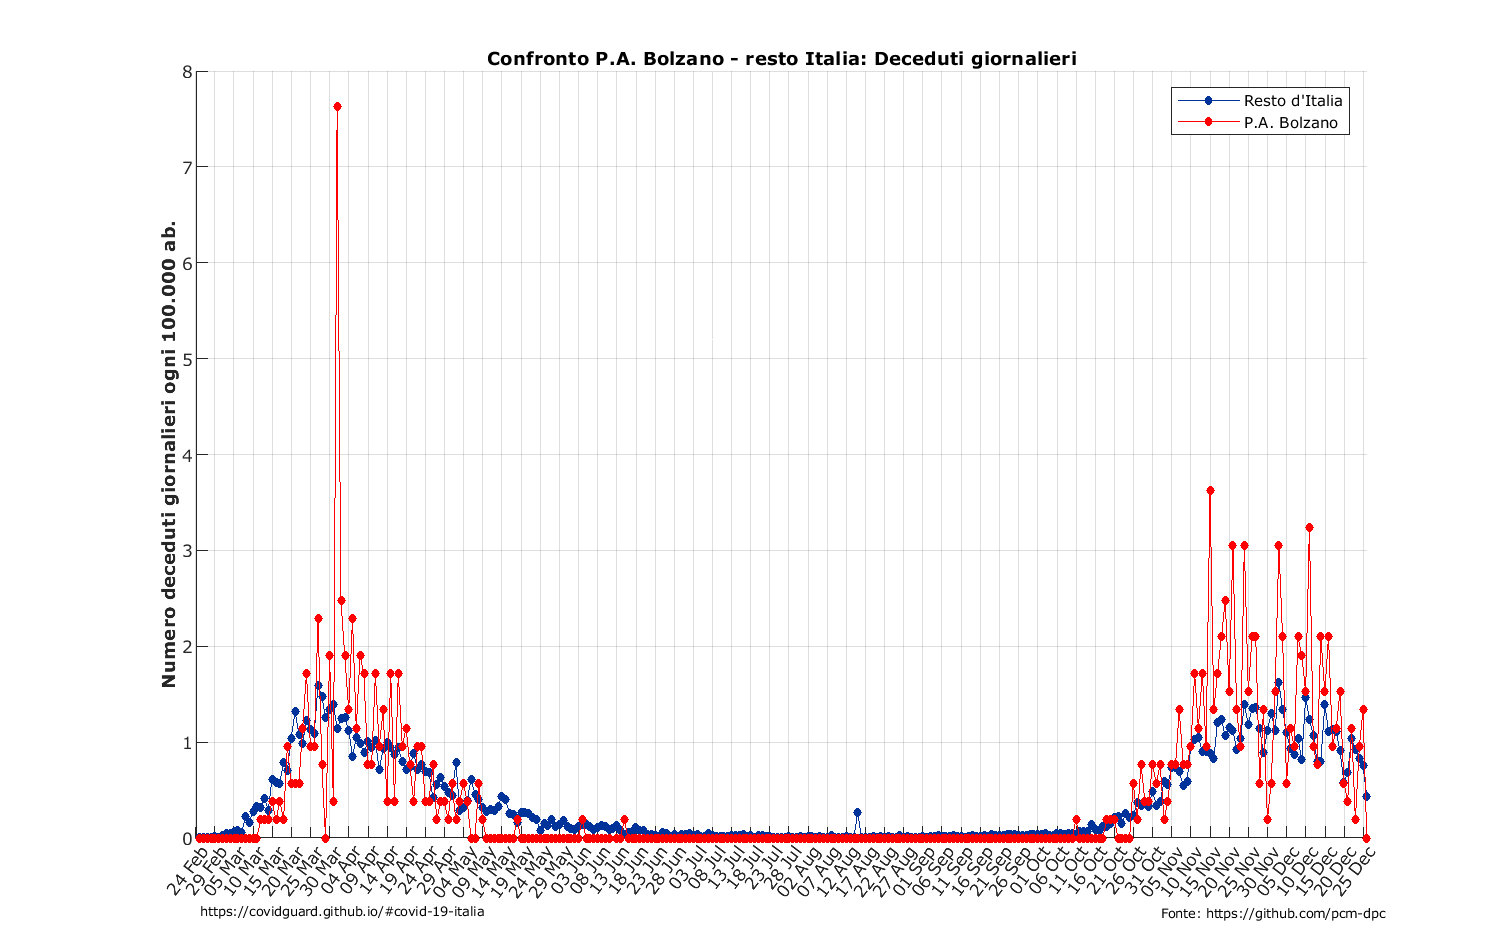 Confronto P.A. Bolzano - resto Italia: Deceduti giornalieri
Resto d'Italia
P.A. Bolzano
Numero deceduti giornalieri ogni 100.000 ab.
8
7
6
5
4
3
2
1
0
24 Feb
29 Feb
05 Mar
10 Mar
15 Mar
20 Mar
25 Mar
30 Mar
04 Apr
09 Apr
14 Apr
19 Apr
24 Apr
29 Apr
04 May
09 May
14 May
19 May
24 May
29 May
03 Jun
08 Jun
13 Jun
18 Jun
23 Jun
28 Jun
03 Jul
08 Jul
13 Jul
18 Jul
23 Jul
28 Jul
02 Aug
07 Aug
12 Aug
17 Aug
22 Aug
27 Aug
01 Sep
06 Sep
11 Sep
16 Sep
21 Sep
26 Sep
01 Oct
06 Oct
11 Oct
16 Oct
21 Oct
26 Oct
31 Oct
05 Nov
10 Nov
15 Nov
20 Nov
25 Nov
30 Nov
05 Dec
10 Dec
15 Dec
20 Dec
25 Dec
https://covidguard.github.io/#covid-19-italia
Fonte: https://github.com/pcm-dpc